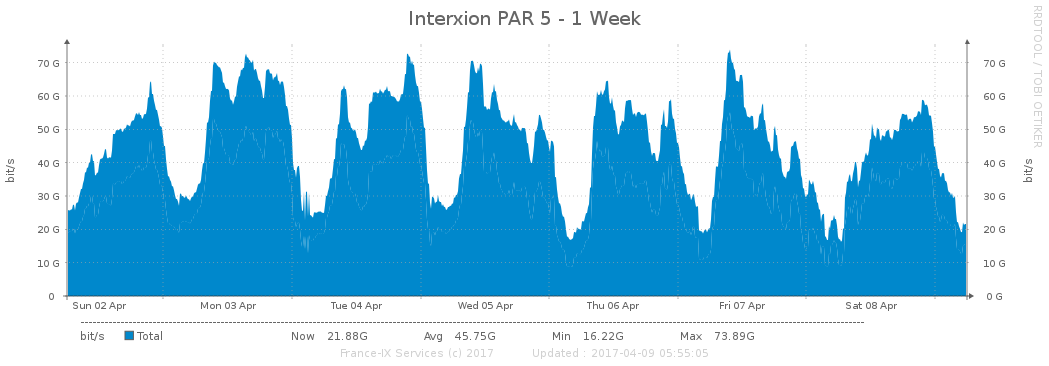 Interxion PAR 5 - 1 Week
RRDTOOL / TOBI OETIKER
bit/s
bit/s
70 G 70 G
60 G 60 G
50 G 50 G
40 G 40 G
30 G 30 G
20 G 20 G
10 G 10 G
0 0 G
Sun 02 Apr Mon 03 Apr Tue 04 Apr Wed 05 Apr Thu 06 Apr Fri 07 Apr Sat 08 Apr
bit/s Total Now 21.88G Avg 45.75G Min 16.22G Max 73.89G
France-IX Services (c) 2017 Updated : 2017-04-09 05:55:05